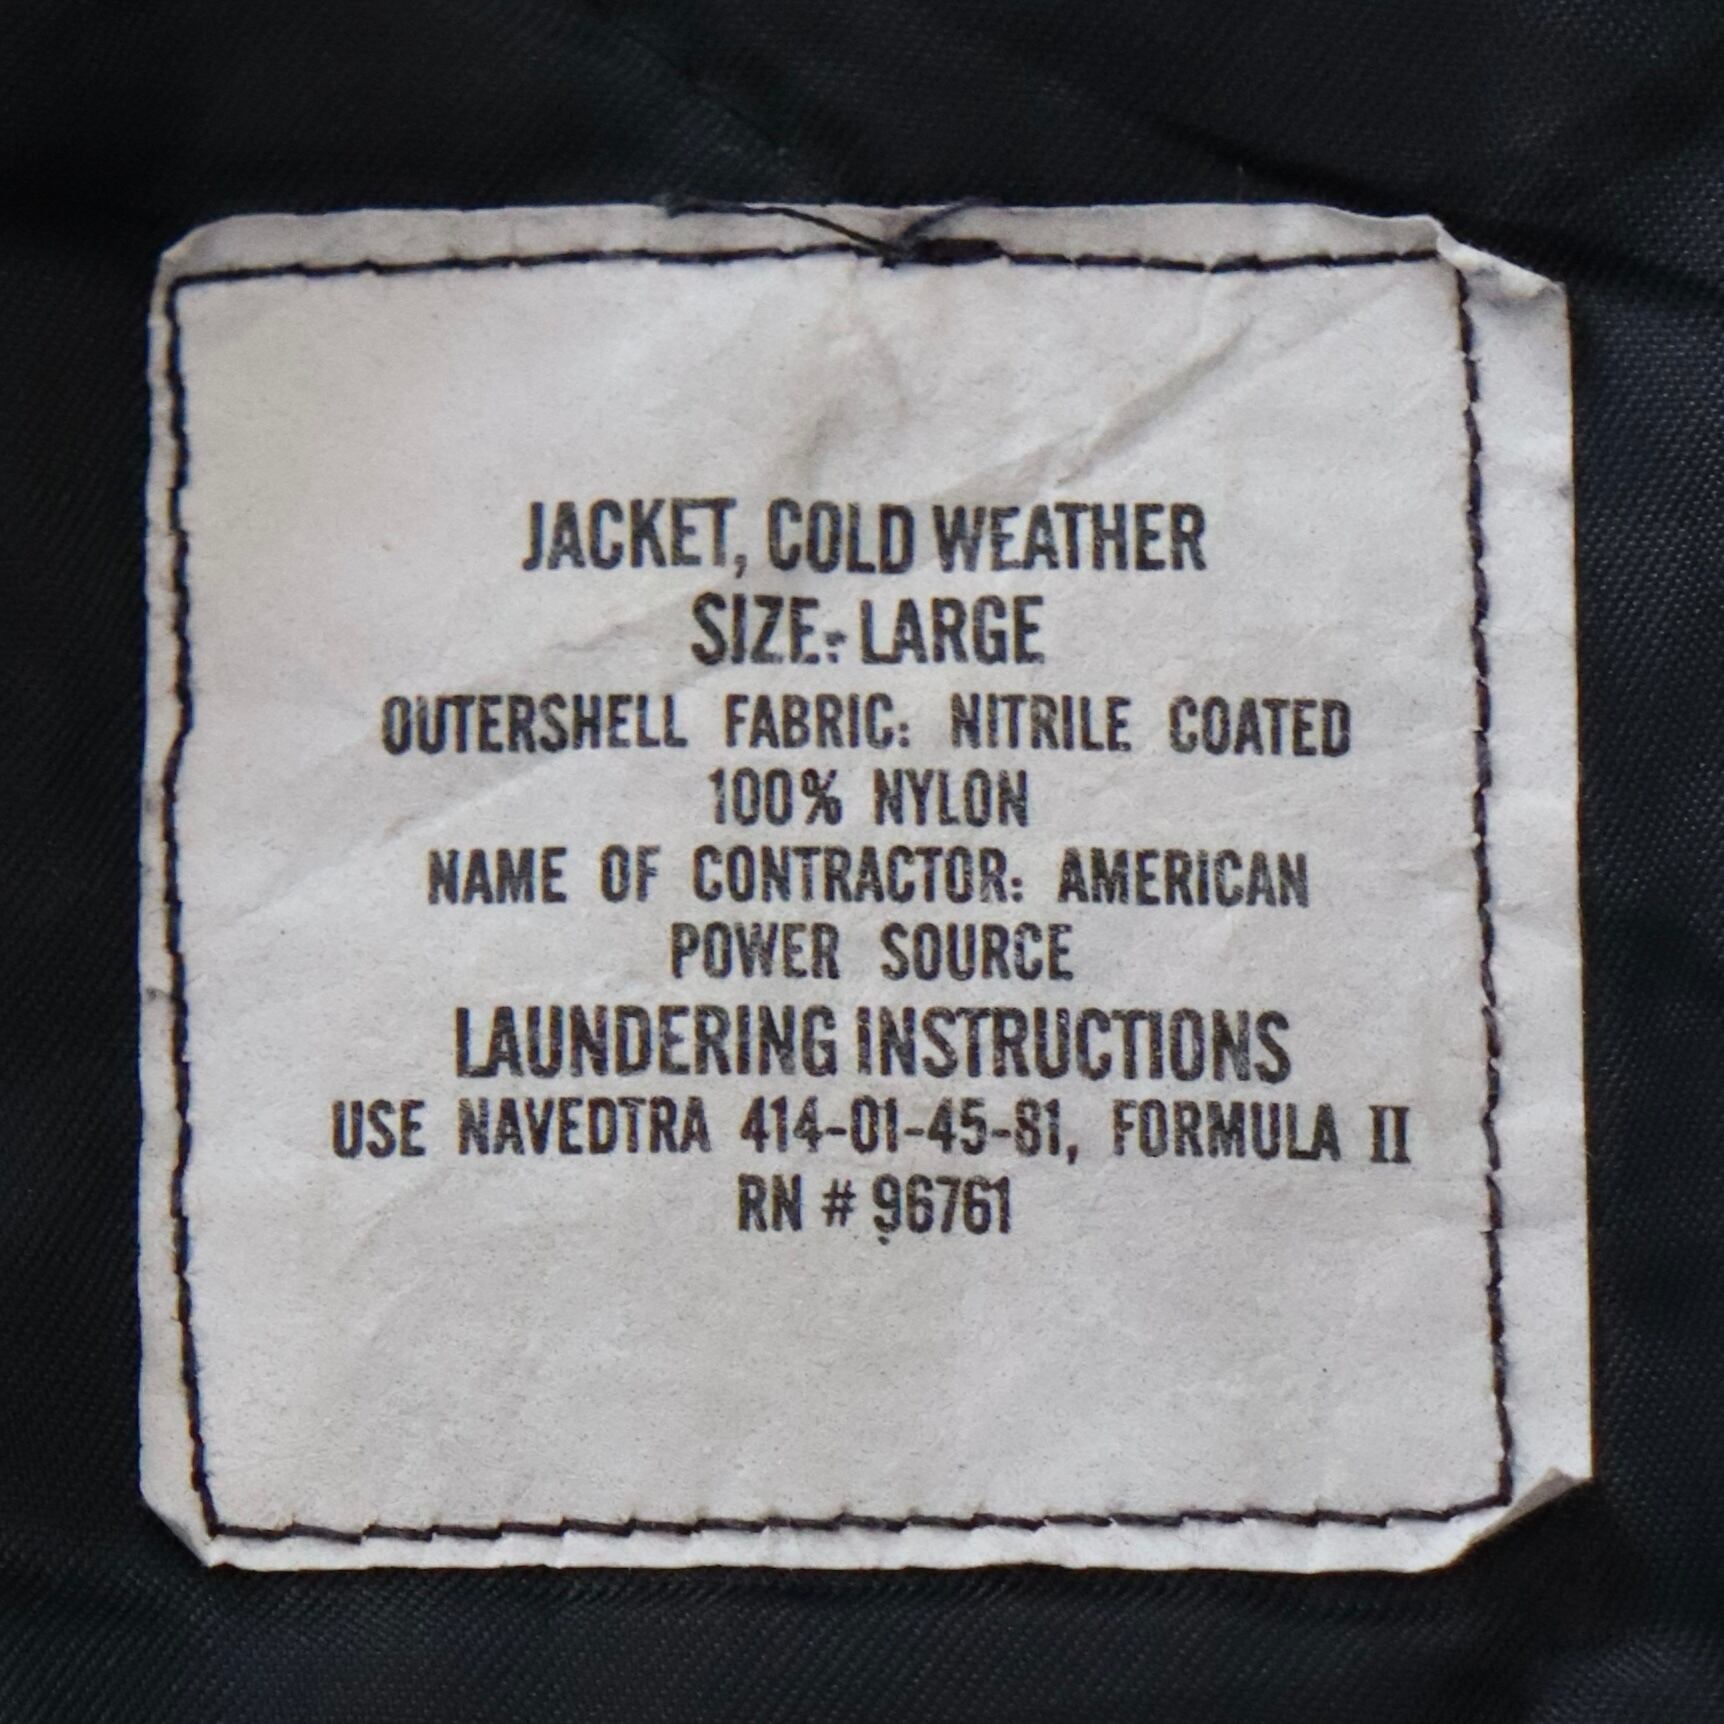 JACKET, COLD WEATHER
SIZE: LARGE
OUTERSHELL FABRIC: NITRILE COATED
100% NYLON
NAME OF CONTRACTOR: AMERICAN
POWER SOURCE
LAUNDERING INSTRUCTIONS
USE NAVEDTRA 414-01-45-81, FORMULA II
RN # 96761